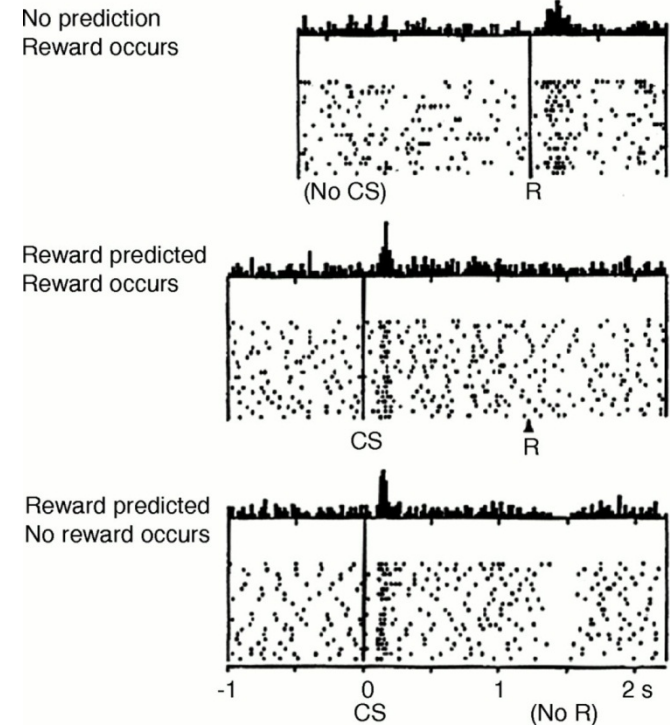 No prediction
Reward occurs
(No CS) R
Reward predicted
Reward occurs
CS
R
Reward predicted
No reward occurs
-1 0 1 2 s
CS (No R)